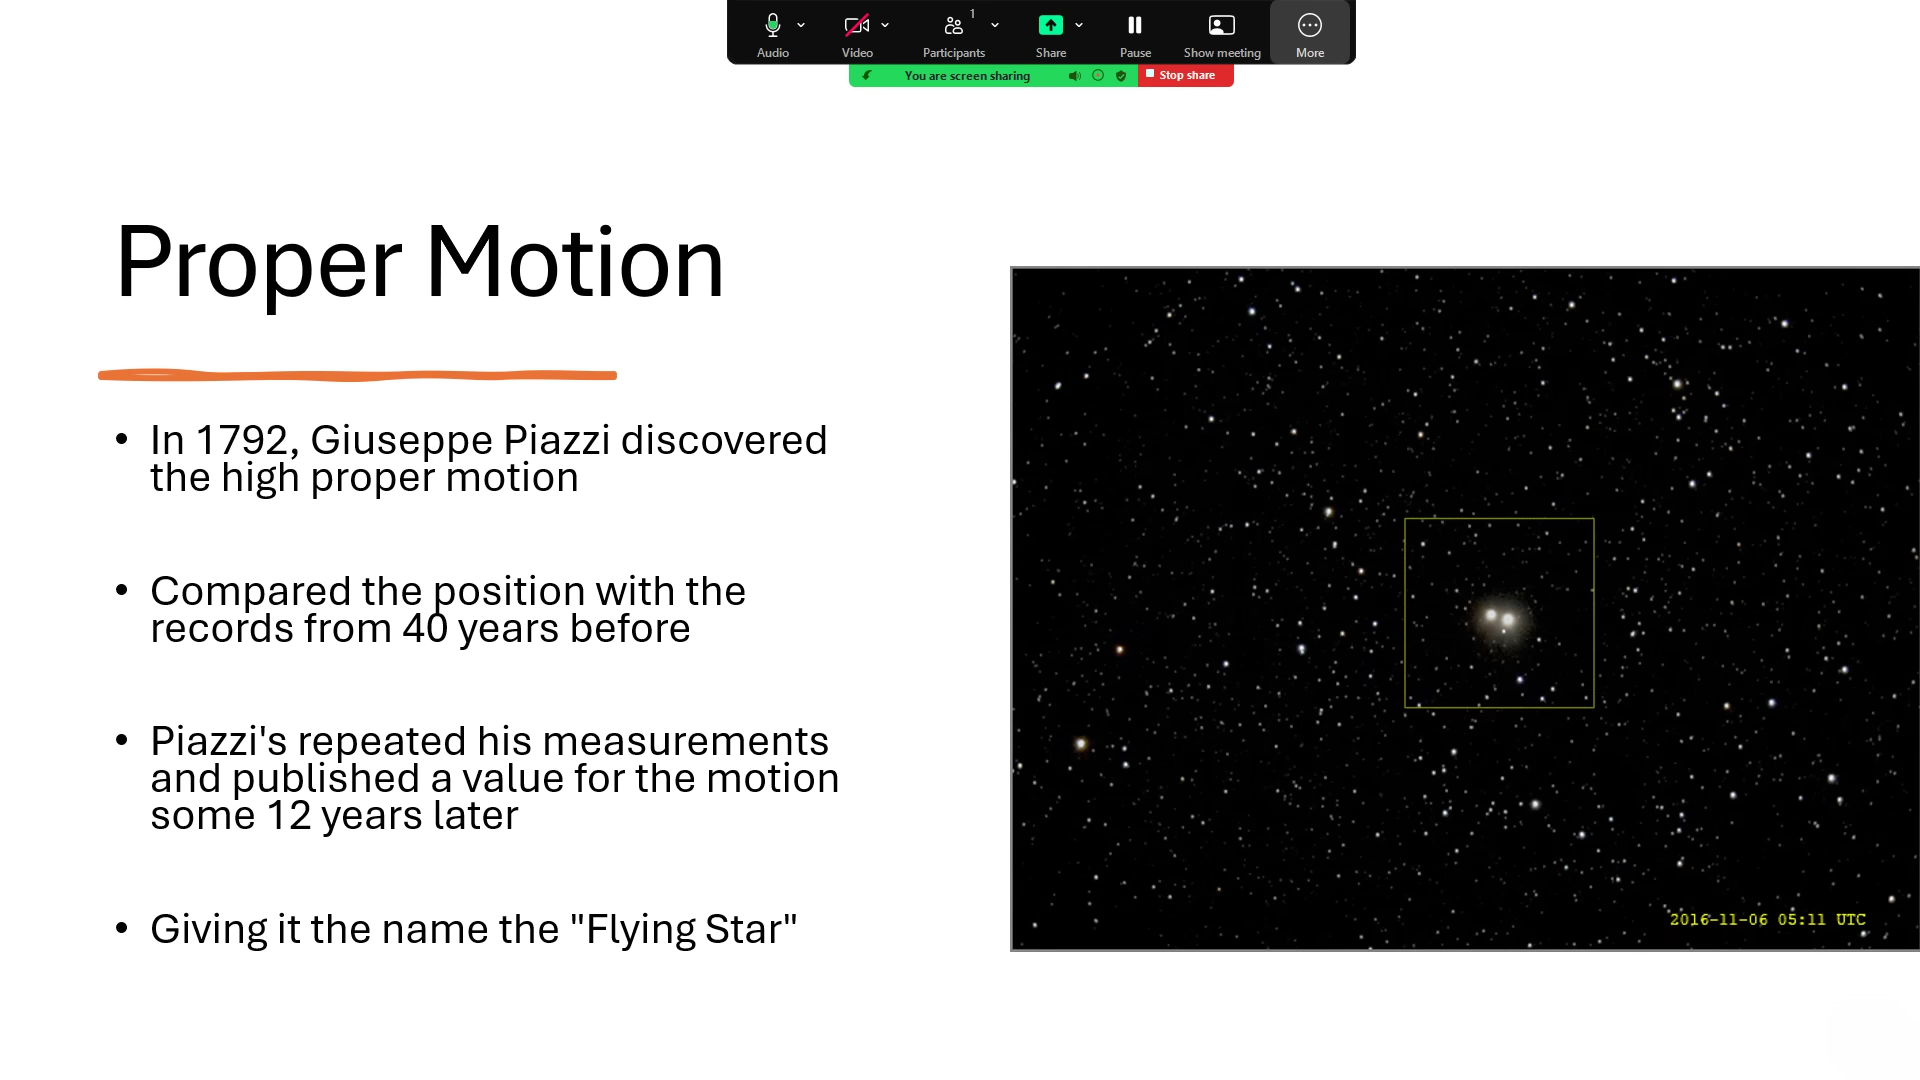 1
Audio Video Participants Share Pause Show meeting More
You are screen sharing Stop share
Proper Motion
• In 1792, Giuseppe Piazzi discovered
the high proper motion
• Compared the position with the
records from 40 years before
• Piazzi's repeated his measurements
and published a value for the motion
some 12 years later
• Giving it the name the "Flying Star"
2016-11-06 05:11 UTC